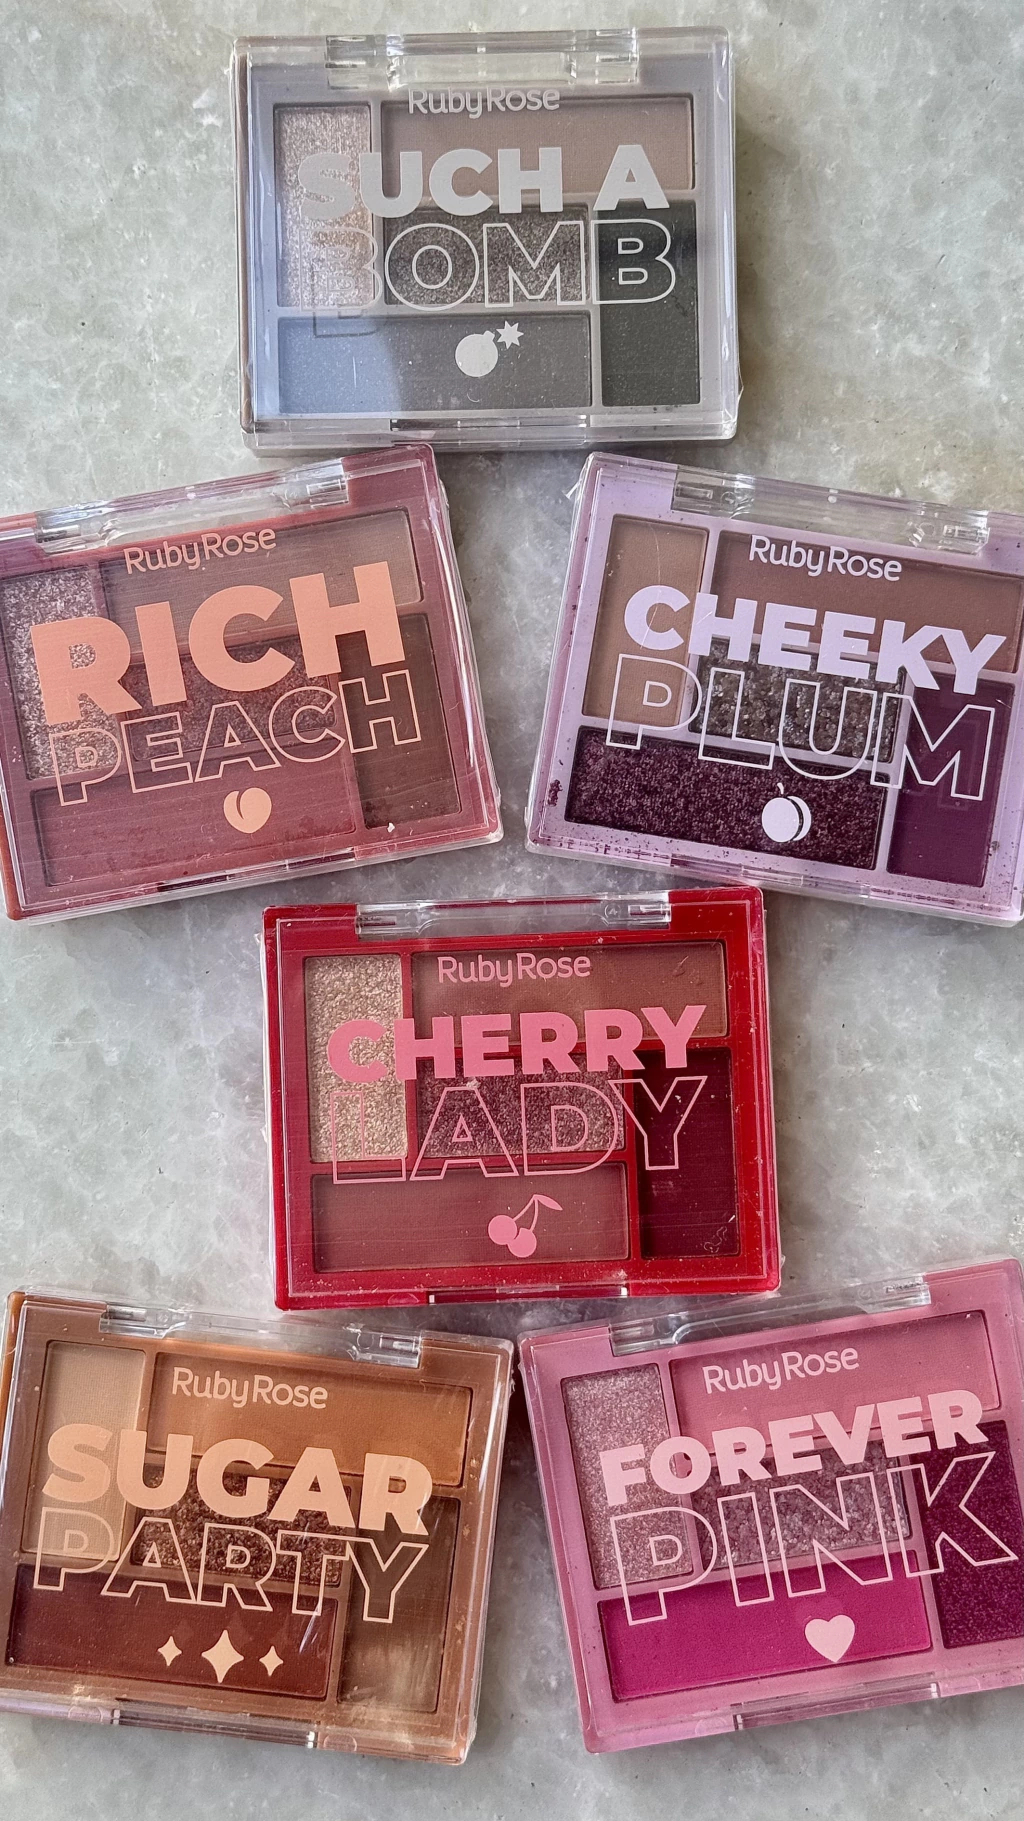 RubyRose
SUCH A
BOMB
RubyRose
RICH
PEACH
RubyRose
CHEEKY
PLUM
RubyRose
CHERRY
LADY
RubyRose
SUGAR
PARTY
RubyRose
FOREVER
PINK